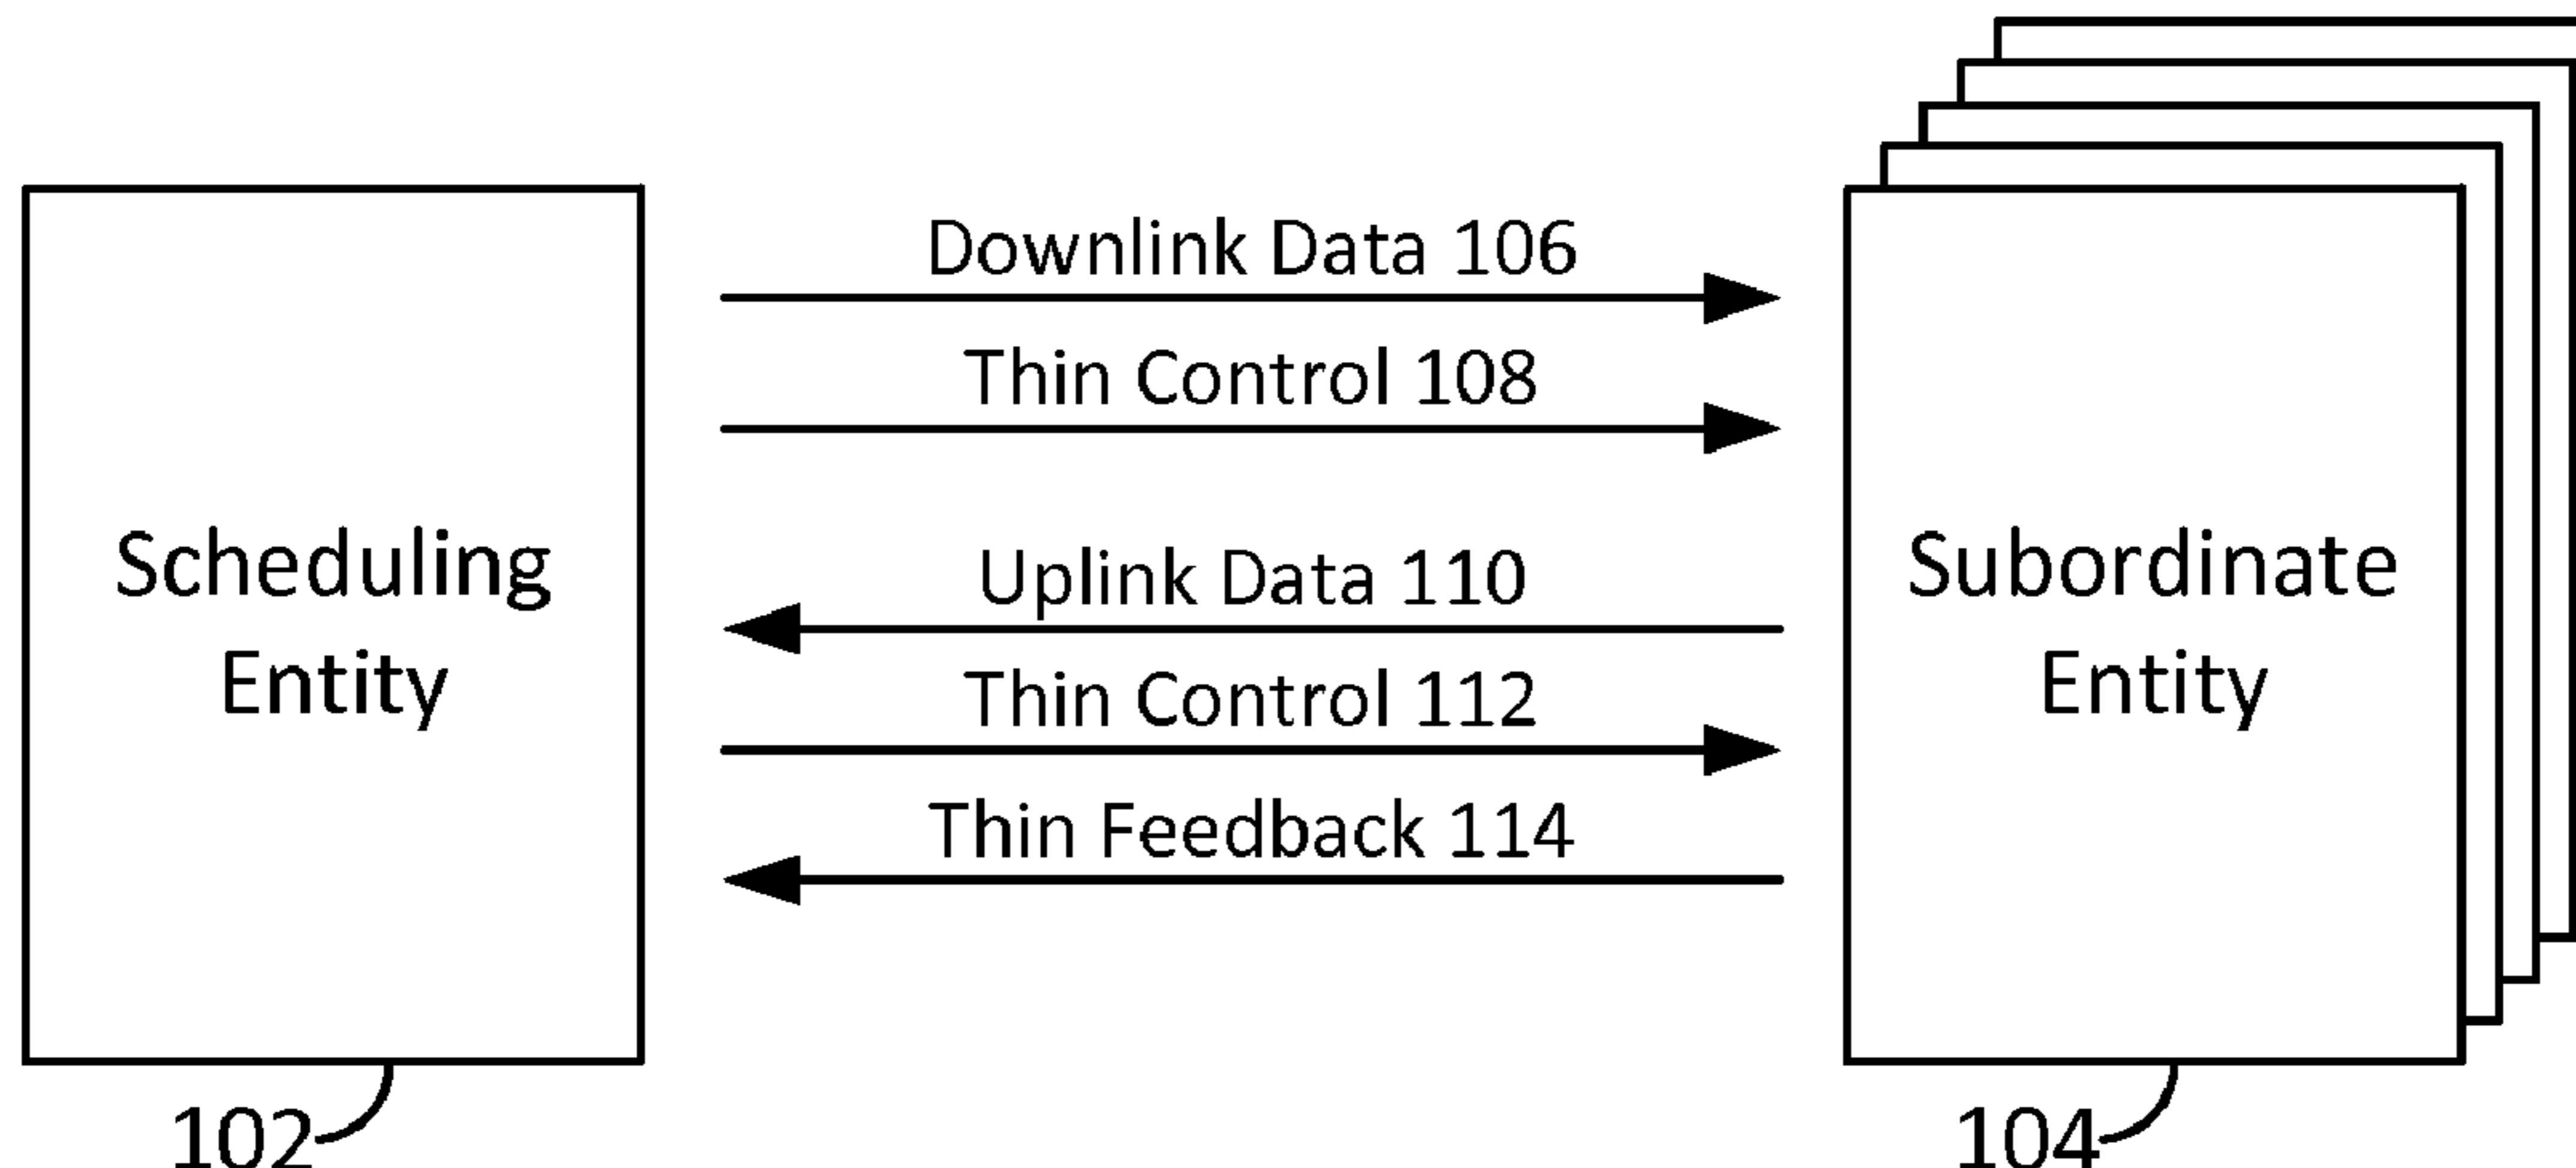 Downlink Data 106
Thin Control 108
Scheduling
Entity
Uplink Data 110
Thin Control 112
Thin Feedback 114
Subordinate
Entity
102
104